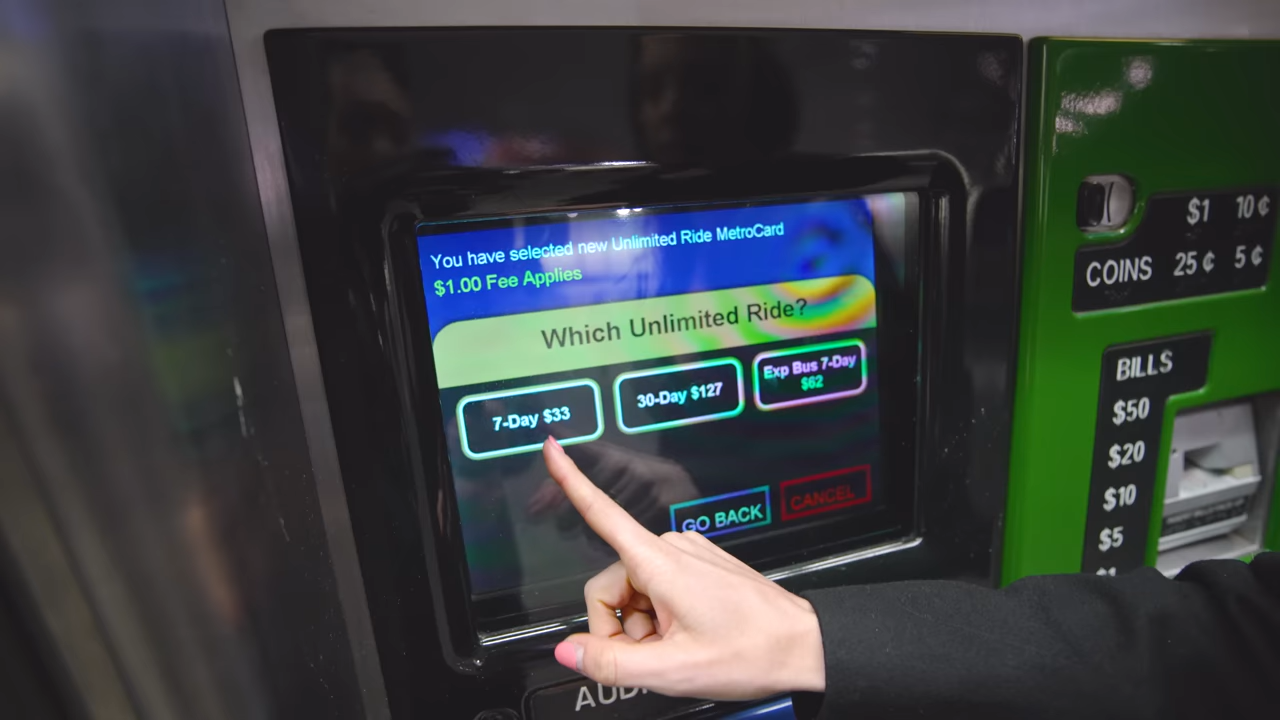 You have selected new Unlimited Ride MetroCard
$1.00 Fee Applies
Which Unlimited Ride?
7-Day $33
30-Day $127
Exp Bus 7-Day
$62
GO BACK
CANCEL
$1 10¢
COINS 25¢ 5¢
BILLS
$50
$20
$10
$5